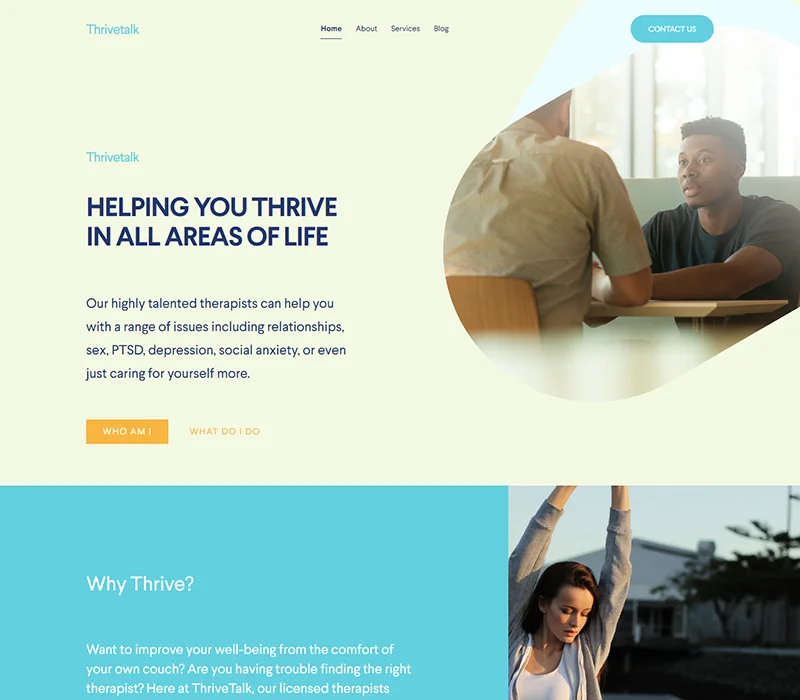 Thrivetalk
Home About Services Blog
CONTACT US
Thrivetalk
HELPING YOU THRIVE
IN ALL AREAS OF LIFE
Our highly talented therapists can help you
with a range of issues including relationships,
sex, PTSD, depression, social anxiety, or even
just caring for yourself more.
WHO AM I
WHAT DO I DO
Why Thrive?
Want to improve your well-being from the comfort of
your own couch? Are you having trouble finding the right
therapist? Here at ThriveTalk, our licensed therapists